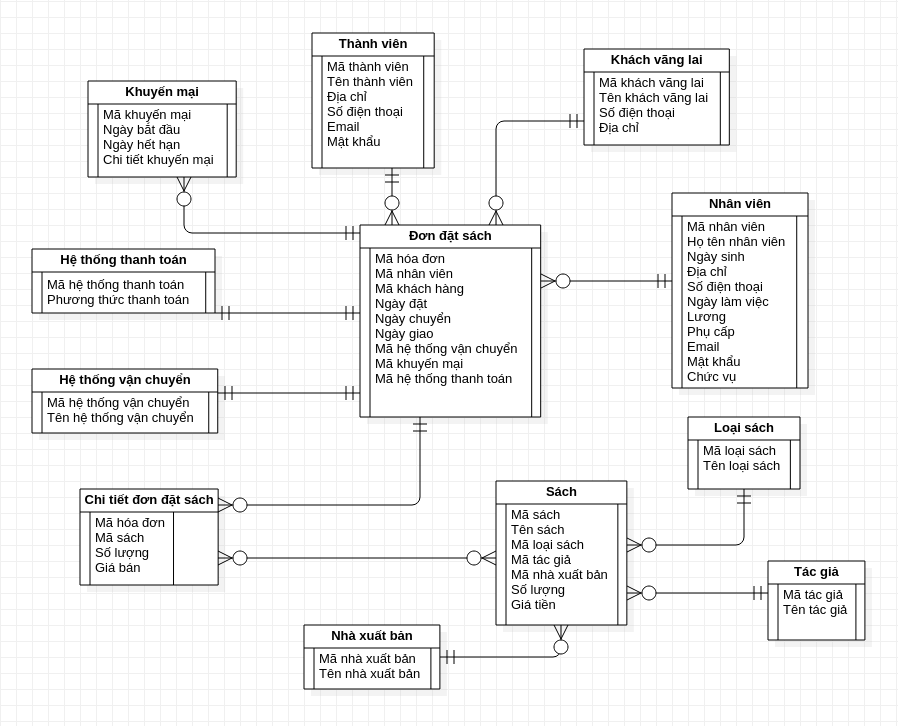 Thành viên
Mã thành viên
Tên thành viên
Địa chỉ
Số điện thoại
Email
Mật khẩu
Khách vãng lai
Mã khách vãng lai
Tên khách vãng lai
Số điện thoại
Địa chỉ
Khuyến mại
Mã khuyến mại
Ngày bắt đầu
Ngày hết hạn
Chi tiết khuyến mại
Nhân viên
Mã nhân viên
Họ tên nhân viên
Ngày sinh
Địa chỉ
Số điện thoại
Ngày làm việc
Lương
Phụ cấp
Email
Mật khẩu
Chức vụ
Đơn đặt sách
Mã hóa đơn
Mã nhân viên
Mã khách hàng
Ngày đặt
Ngày chuyển
Ngày giao
Mã hệ thống vận chuyển
Mã khuyến mại
Mã hệ thống thanh toán
Hệ thống thanh toán
Mã hệ thống thanh toán
Phương thức thanh toán
Hệ thống vận chuyển
Mã hệ thống vận chuyển
Tên hệ thống vận chuyển
Loại sách
Mã loại sách
Tên loại sách
Chi tiết đơn đặt sách
Mã hóa đơn
Mã sách
Số lượng
Giá bán
Sách
Mã sách
Tên sách
Mã loại sách
Mã tác giả
Mã nhà xuất bản
Số lượng
Giá tiền
Tác giả
Mã tác giả
Tên tác giả
Nhà xuất bản
Mã nhà xuất bản
Tên nhà xuất bản